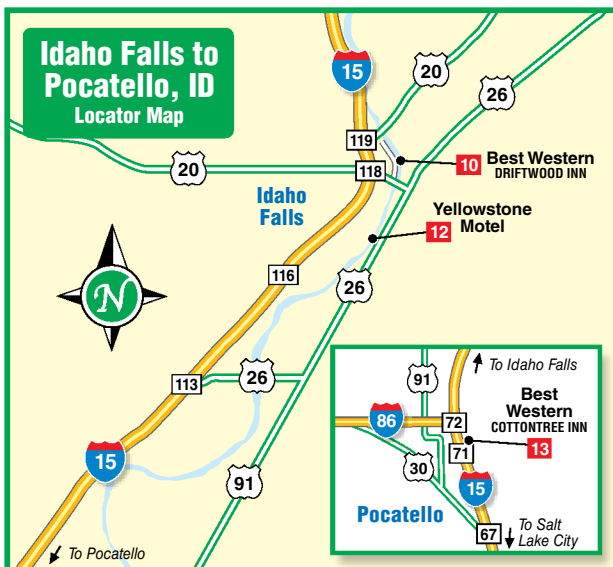 Idaho Falls to
Pocatello, ID
Locator Map
15
20
26
119
118
20
10 Best Western
DRIFTWOOD INN
Idaho
Falls
Yellowstone
Motel
12
N
116
26
113
26
15
91
To Pocatello
To Idaho Falls
91
Best
Western
COTTONTREE INN
13
86
72
71
30
15
Pocatello
To Salt
Lake City
67